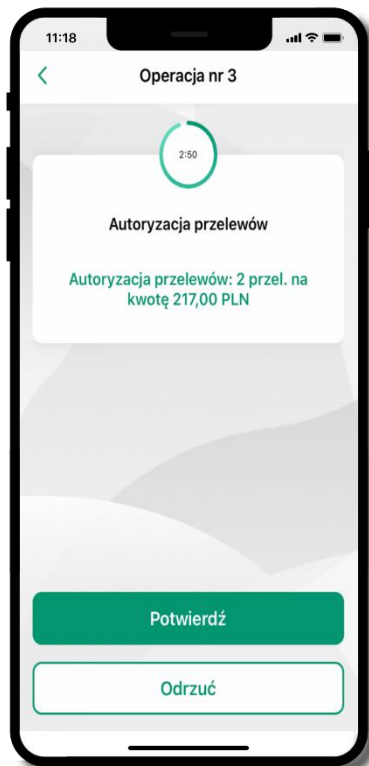 11:18
Operacja nr 3
2:50
Autoryzacja przelewów
Autoryzacja przelewów: 2 przel. na
kwotę 217,00 PLN
Potwierdź
Odrzuć